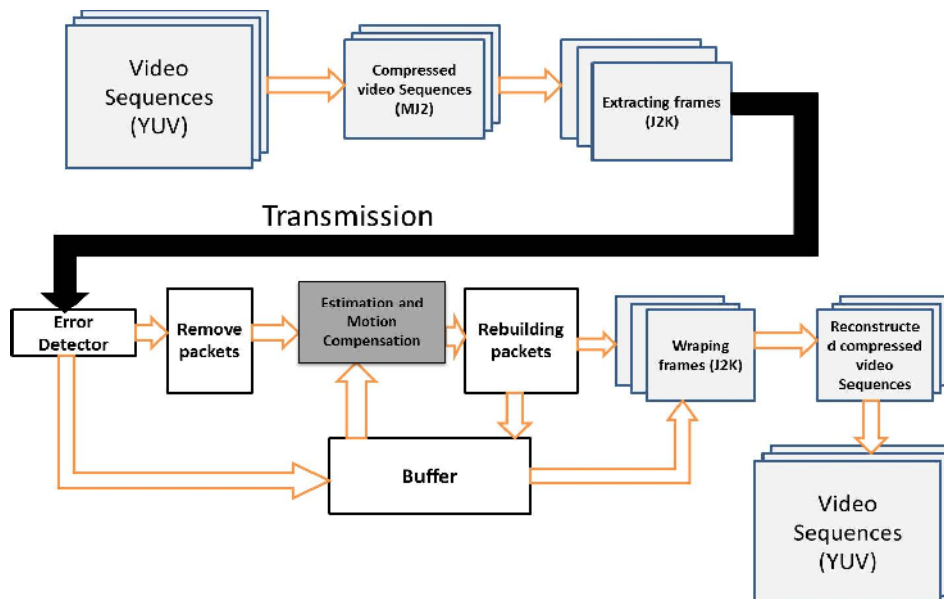 Video
Sequences
(YUV)
Compressed
video Sequences
(MJ2)
Extracting frames
(J2K)
Transmission
Error
Detector
Remove
packets
Estimation and
Motion
Compensation
Rebuilding
packets
Wraping
frames (J2K)
Reconstructe
d compressed
video
Sequences
Buffer
Video
Sequences
(YUV)